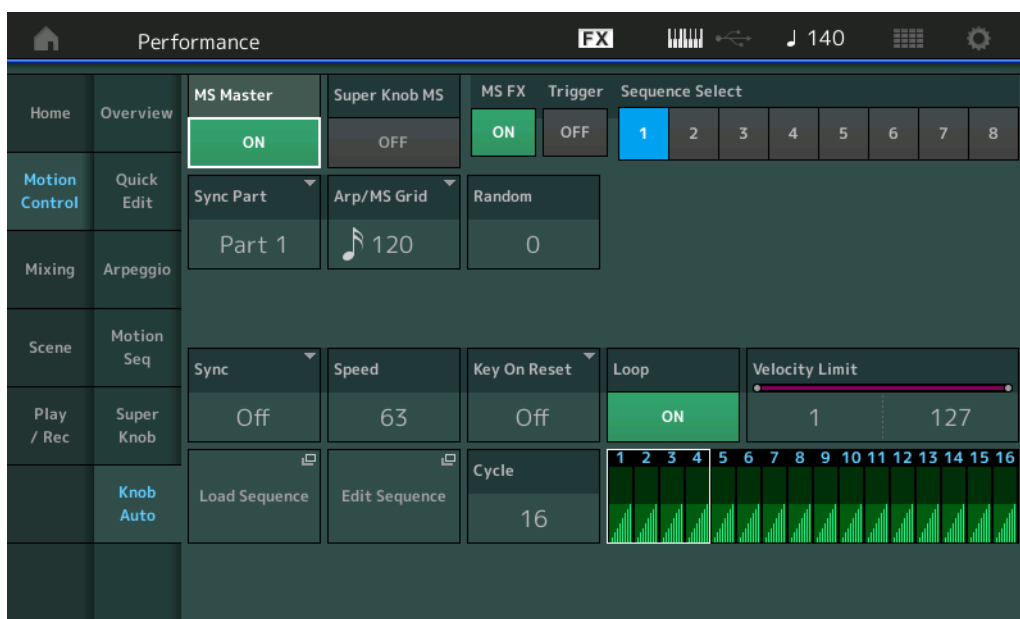 Performance FX ♩ 140
Home
Motion Control
Mixing
Scene
Play / Rec
Overview
Quick Edit
Arpeggio
Motion Seq
Super Knob
Knob Auto
MS Master Super Knob MS MS FX Trigger Sequence Select
ON OFF ON OFF 1 2 3 4 5 6 7 8
Sync Part Arp/MS Grid Random
Part 1 120 0
Sync Speed Key On Reset Loop Velocity Limit
Off 63 Off ON 1 127
Load Sequence Edit Sequence Cycle 1 2 3 4 5 6 7 8 9 10 11 12 13 14 15 16
16